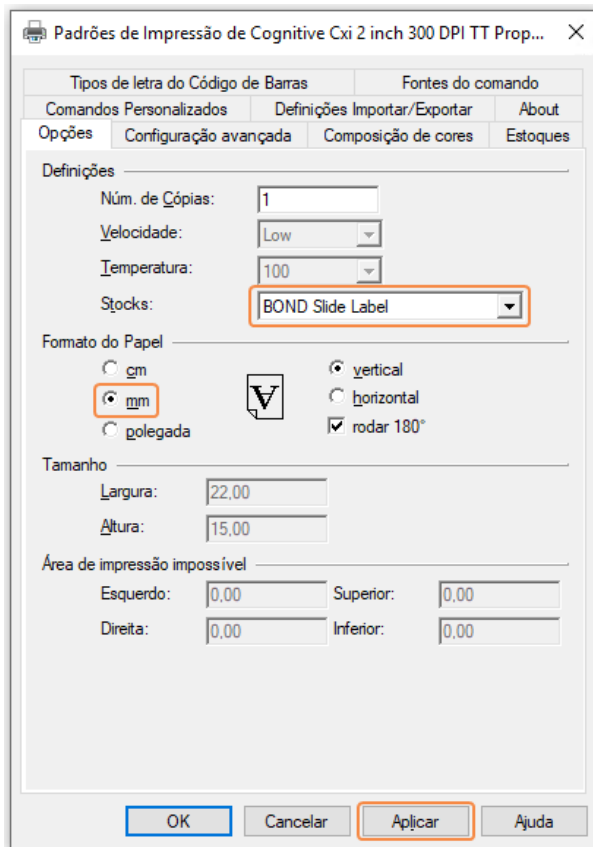 Padrões de Impressão de Cognitive Cxi 2 inch 300 DPI TT Prop...
Tipos de letra do Código de Barras Fontes do comando
Comandos Personalizados Definições Importar/Exportar About
Opções Configuração avançada Composição de cores Estoques
Definições
Núm. de Cópias: 1
Velocidade: Low
Temperatura: 100
Stocks: BOND Slide Label
Formato do Papel
cm vertical
mm A horizontal
polegada rodar 180°
Tamanho
Largura: 22,00
Altura: 15,00
Área de impressão impossível
Esquerdo: 0,00 Superior: 0,00
Direita: 0,00 Inferior: 0,00
OK Cancelar Aplicar Ajuda